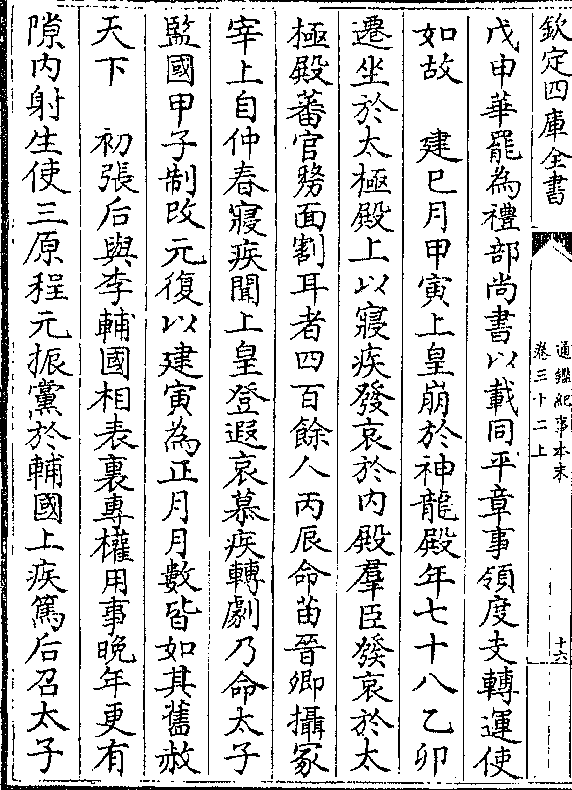 欽定四庫全書
通鑑紀事本末
卷三十二上
十六
戊申華罷為禮部尚書以載同平章事領度支轉運使
如故　建巳月甲寅上皇崩於神龍殿年七十八乙卯
遷坐於太極殿上以寢疾發哀於内殿羣臣發哀於太
極殿蕃官剺面割耳者四百餘人丙辰命苖晉卿攝冢
宰上自仲春寢疾聞上皇登遐哀慕疾轉劇乃命太子
監國甲子制改元復以建寅為正月月數皆如其舊赦
天下　初張后與李輔國相表裏專權用事晚年更有
隙内射生使三原程元振黨於輔國上疾篤后召太子